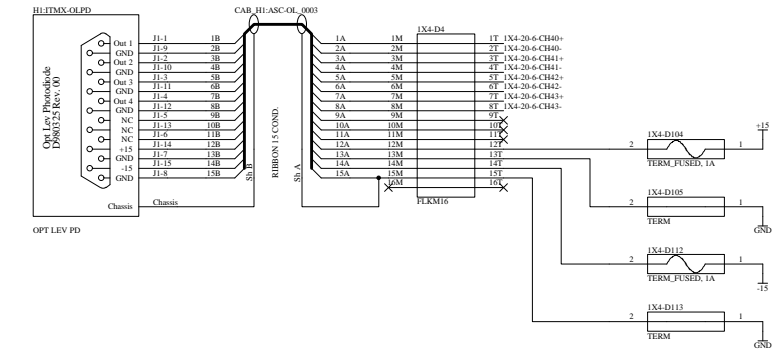 H1:ITMX-OLPD
CAB_H1:ASC-OL_0003
Opt Lev Photodiode
D980325 Rev. 00
Out 1 J1-1 1B 1A 1M 1T 1X4-20-6-CH40+
GND J1-9 2B 2A 2M 2T 1X4-20-6-CH40-
Out 2 J1-2 3B 3A 3M 3T 1X4-20-6-CH41+
GND J1-10 4B 4A 4M 4T 1X4-20-6-CH41-
Out 3 J1-3 5B 5A 5M 5T 1X4-20-6-CH42+
GND J1-11 6B 6A 6M 6T 1X4-20-6-CH42-
Out 4 J1-4 7B 7A 7M 7T 1X4-20-6-CH43+
GND J1-12 8B 8A 8M 8T 1X4-20-6-CH43-
NC J1-5 9B 9A 9M 9T
NC J1-13 10B 10A 10M 10T
NC J1-6 11B 11A 11M 11T
+15 J1-14 12B 12A 12M 12T
GND J1-7 13B 13A 13M 13T
-15 J1-15 14B 14A 14M 14T
GND J1-8 15B 15A 15M 15T
16M 16T
Chassis Chassis
Sh B
RIBBON 15 COND.
Sh A
1X4-D4
FLKM16
OPT LEV PD
1X4-D104
2 1 +15
TERM_FUSED, 1A
1X4-D105
2 1
TERM
GND
1X4-D112
2 1
TERM_FUSED, 1A
-15
1X4-D113
2 1
TERM
GND